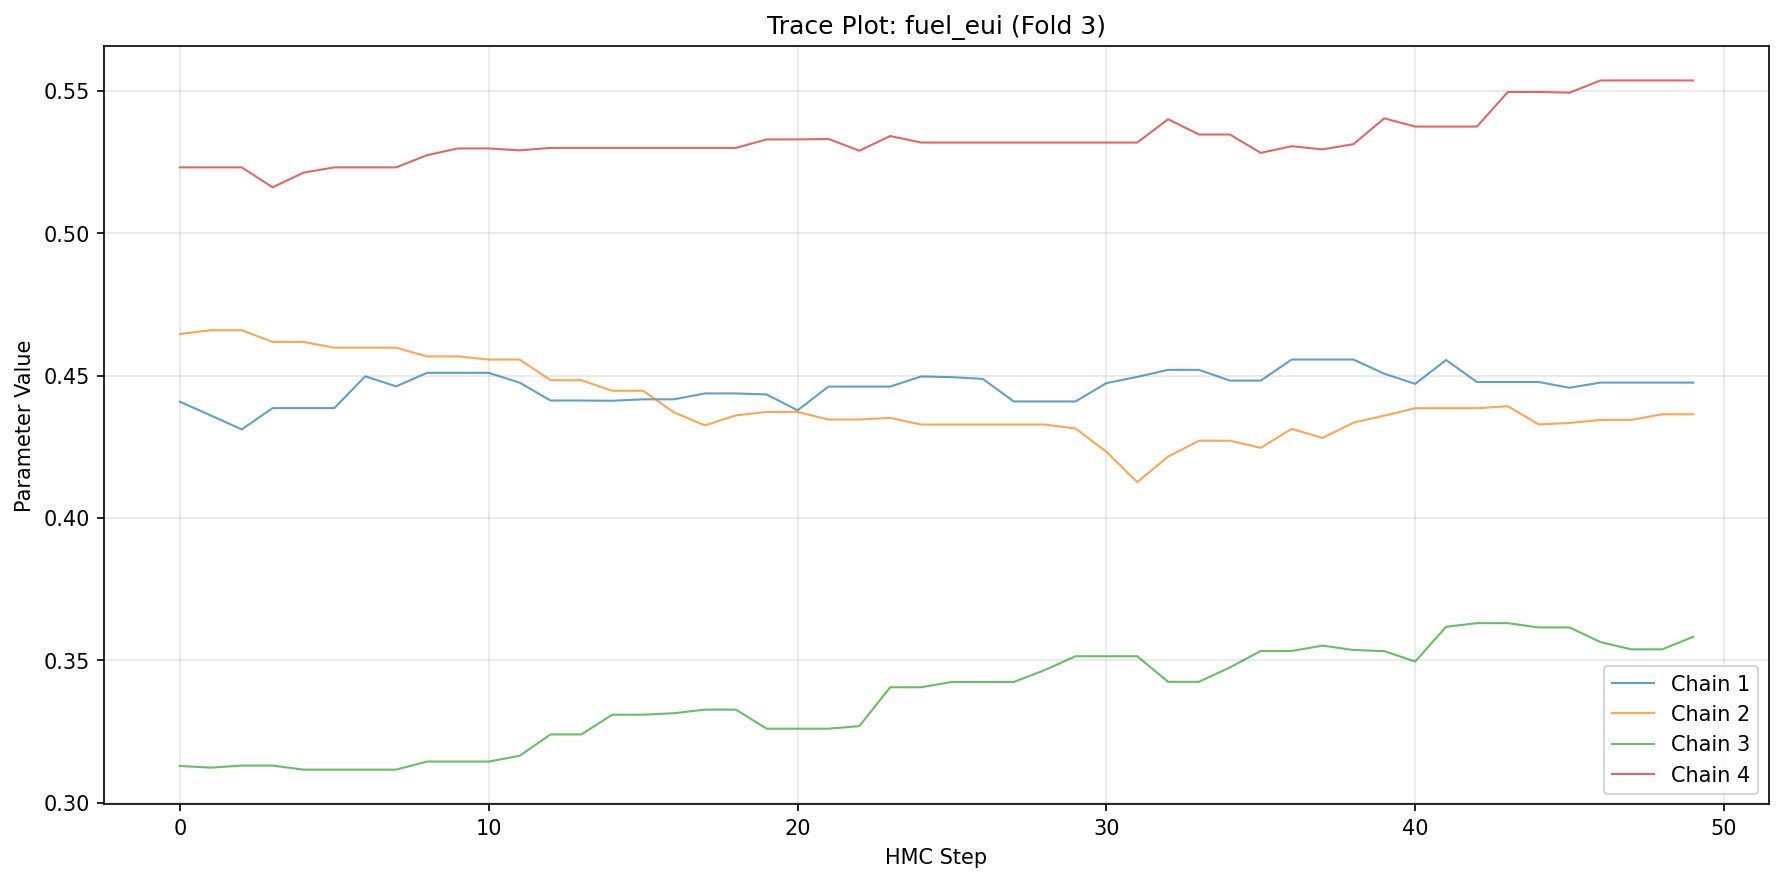 Trace Plot: fuel_eui (Fold 3)
Parameter Value
0.55
0.50
0.45
0.40
0.35
0.30
0 10 20 30 40 50
HMC Step
Chain 1
Chain 2
Chain 3
Chain 4